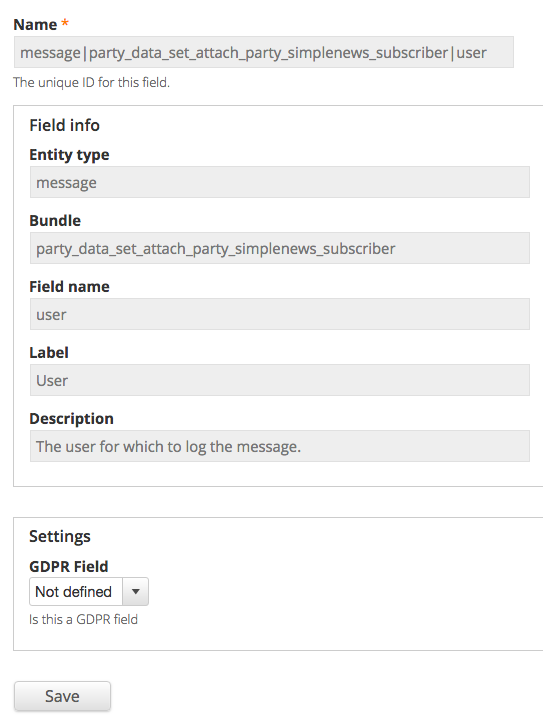 Name *
message|party_data_set_attach_party_simplenews_subscriber|user
The unique ID for this field.
Field info
Entity type
message
Bundle
party_data_set_attach_party_simplenews_subscriber
Field name
user
Label
User
Description
The user for which to log the message.
Settings
GDPR Field
Not defined
Is this a GDPR field
Save